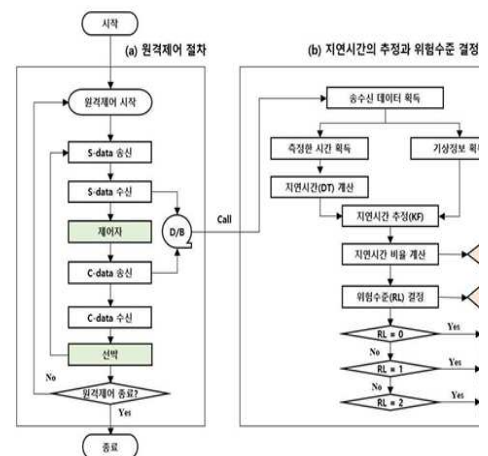 시작
(a) 원격제어 절차
원격제어 시작
S-data 송신
S-data 수신
제어자
D/B
C-data 송신
C-data 수신
선박
No
원격제어 종료?
Yes
종료
Call
(b) 지연시간의 추정과 위험수준 결정
송수신 데이터 획득
측정한 시간 획득
기상정보 획
지연시간(DT) 계산
지연시간 추정(KF)
지연시간 비율 계산
위험수준(RL) 결정
RL = 0
Yes
No
RL = 1
Yes
No
RL = 2
Yes